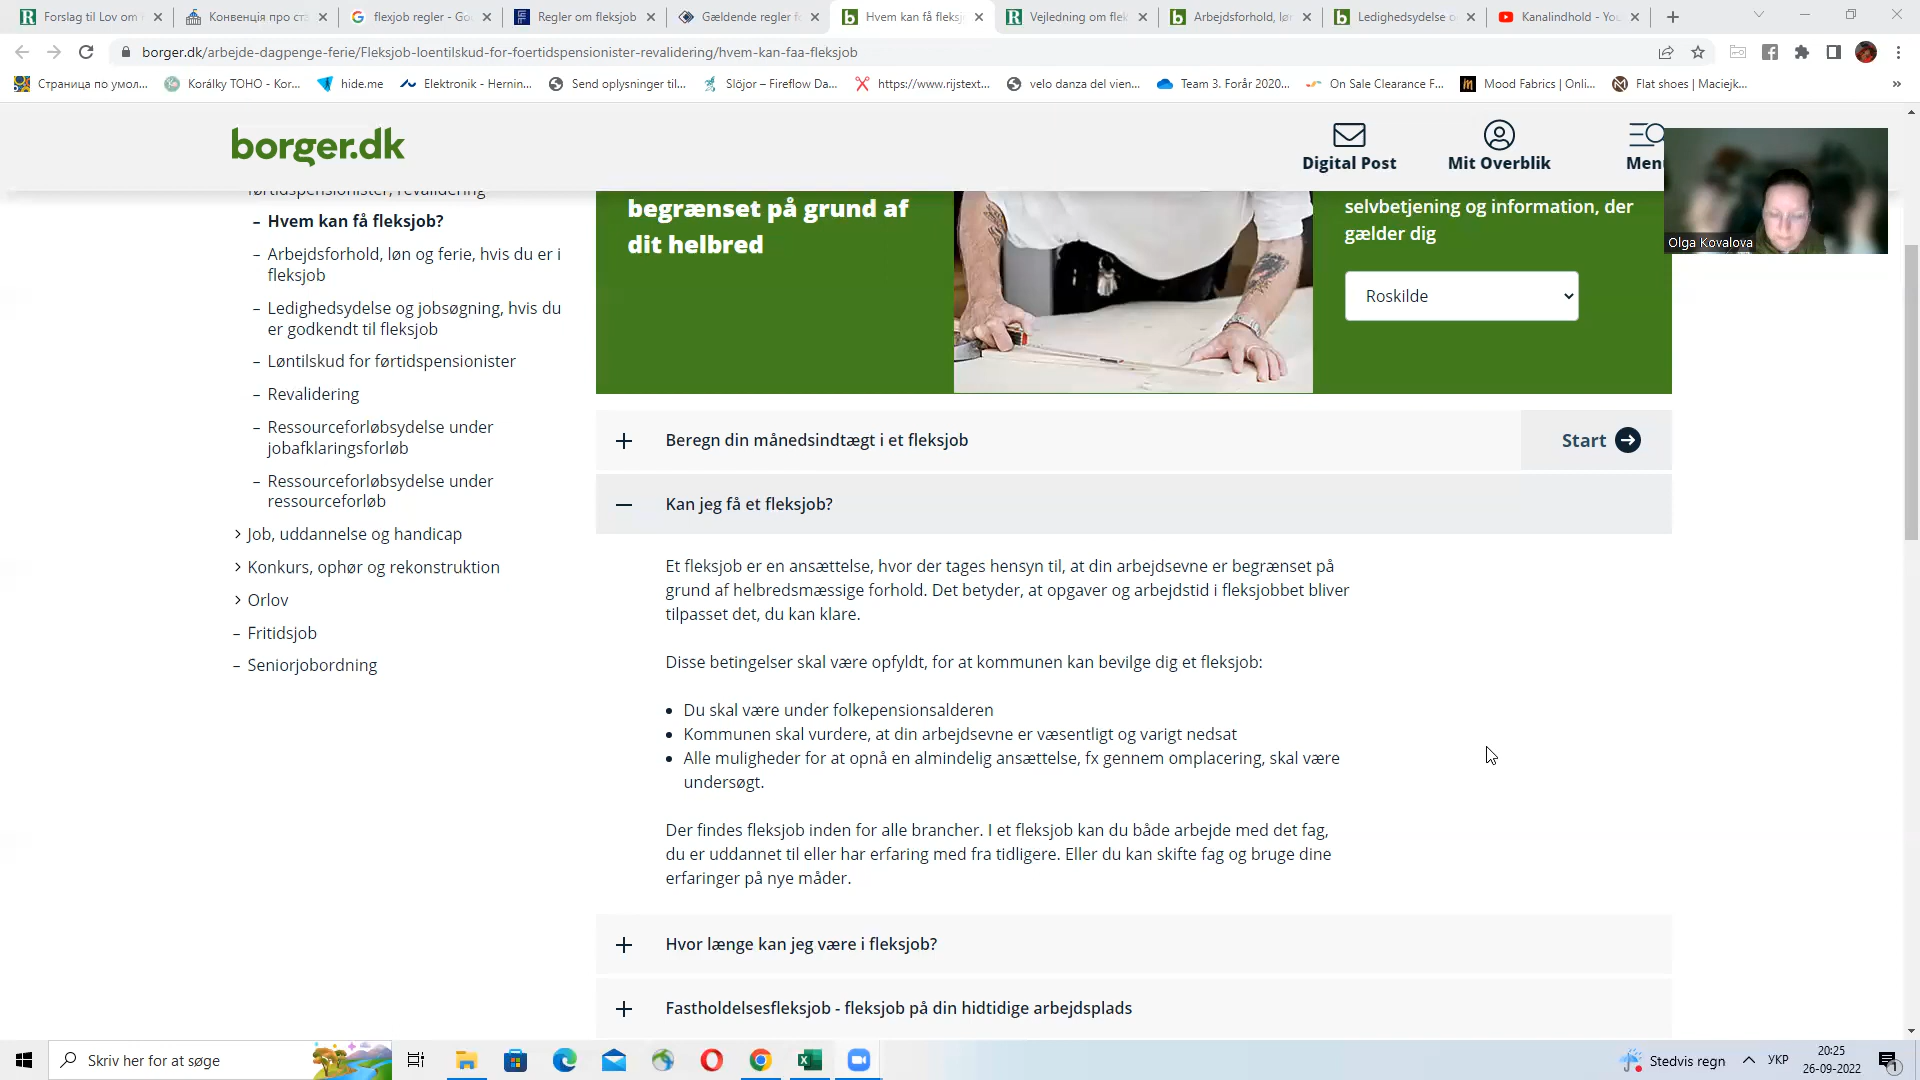 Forslag til Lov om
Конвенція про ста
flexjob regler - Go
Regler om fleksjob
Gældende regler f
Hvem kan få fleksj
Vejledning om flek
Arbejdsforhold, lø
Ledighedsydelse o
Kanalindhold - You
borger.dk/arbejde-dagpenge-ferie/Fleksjob-loentilskud-for-foertidspensionister-revalidering/hvem-kan-faa-fleksjob
Страница по умол...
Korálky TOHO - Kor...
hide.me
Elektronik - Hernin...
Send oplysninger til...
Slöjor – Fireflow Da...
https://www.rijstext...
velo danza del vien...
Team 3. Forår 2020...
On Sale Clearance F...
Mood Fabrics | Onli...
Flat shoes | Maciejk...
borger.dk
Digital Post
Mit Overblik
Menu
førtidspensionister, revalidering
– Hvem kan få fleksjob?
– Arbejdsforhold, løn og ferie, hvis du er i
fleksjob
– Ledighedsydelse og jobsøgning, hvis du
er godkendt til fleksjob
– Løntilskud for førtidspensionister
– Revalidering
– Ressourceforløbsydelse under
jobafklaringsforløb
– Ressourceforløbsydelse under
ressourceforløb
Job, uddannelse og handicap
Konkurs, ophør og rekonstruktion
Orlov
– Fritidsjob
– Seniorjobordning
begrænset på grund af
dit helbred
selvbetjening og information, der
gælder dig
Roskilde
Olga Kovalova
Beregn din månedsindtægt i et fleksjob
Start
Kan jeg få et fleksjob?
Et fleksjob er en ansættelse, hvor der tages hensyn til, at din arbejdsevne er begrænset på
grund af helbredsmæssige forhold. Det betyder, at opgaver og arbejdstid i fleksjobbet bliver
tilpasset det, du kan klare.
Disse betingelser skal være opfyldt, for at kommunen kan bevilge dig et fleksjob:
• Du skal være under folkepensionsalderen
• Kommunen skal vurdere, at din arbejdsevne er væsentligt og varigt nedsat
• Alle muligheder for at opnå en almindelig ansættelse, fx gennem omplacering, skal være
undersøgt.
Der findes fleksjob inden for alle brancher. I et fleksjob kan du både arbejde med det fag,
du er uddannet til eller har erfaring med fra tidligere. Eller du kan skifte fag og bruge dine
erfaringer på nye måder.
Hvor længe kan jeg være i fleksjob?
Fastholdelsesfleksjob - fleksjob på din hidtidige arbejdsplads
Skriv her for at søge
Stedvis regn
УКР
20:25
26-09-2022
1